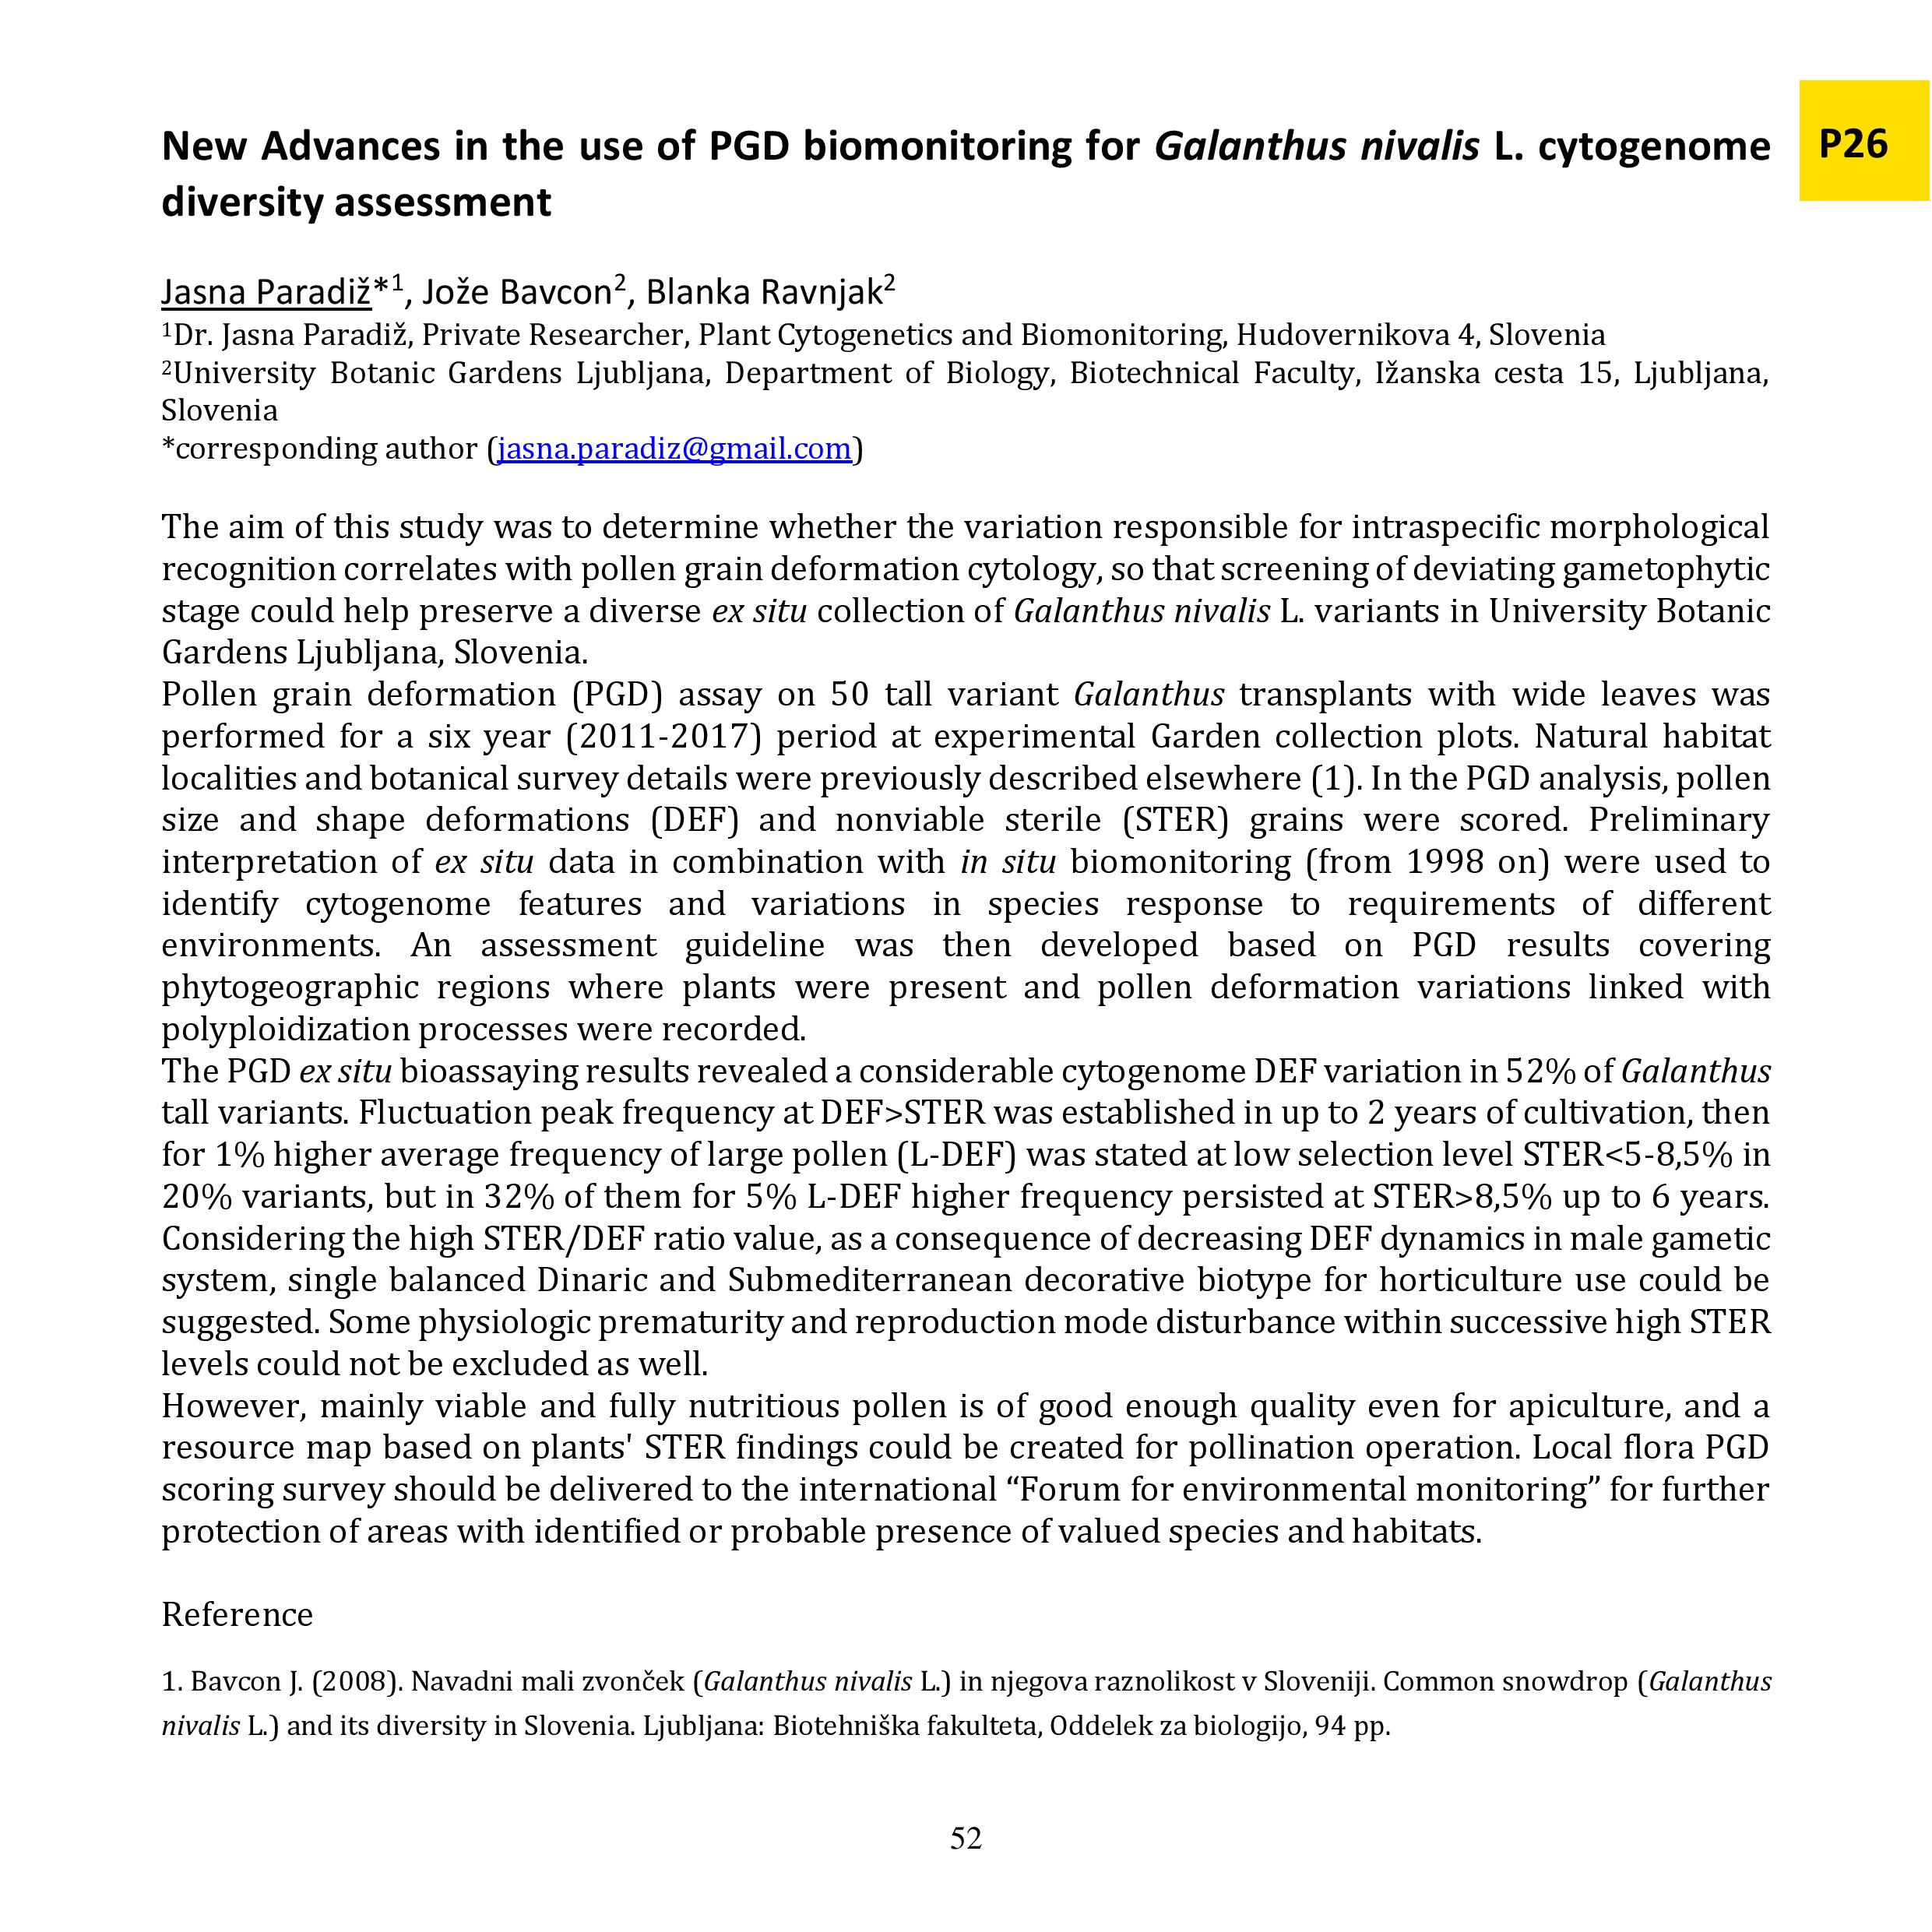 New Advances in the use of PGD biomonitoring for Galanthus nivalis L. cytogenome
diversity assessment
P26
Jasna Paradiž*1, Jože Bavcon2, Blanka Ravnjak2
1Dr. Jasna Paradiž, Private Researcher, Plant Cytogenetics and Biomonitoring, Hudovernikova 4, Slovenia
2University Botanic Gardens Ljubljana, Department of Biology, Biotechnical Faculty, Ižanska cesta 15, Ljubljana,
Slovenia
*corresponding author (jasna.paradiz@gmail.com)
The aim of this study was to determine whether the variation responsible for intraspecific morphological
recognition correlates with pollen grain deformation cytology, so that screening of deviating gametophytic
stage could help preserve a diverse ex situ collection of Galanthus nivalis L. variants in University Botanic
Gardens Ljubljana, Slovenia.
Pollen grain deformation (PGD) assay on 50 tall variant Galanthus transplants with wide leaves was
performed for a six year (2011-2017) period at experimental Garden collection plots. Natural habitat
localities and botanical survey details were previously described elsewhere (1). In the PGD analysis, pollen
size and shape deformations (DEF) and nonviable sterile (STER) grains were scored. Preliminary
interpretation of ex situ data in combination with in situ biomonitoring (from 1998 on) were used to
identify cytogenome features and variations in species response to requirements of different
environments. An assessment guideline was then developed based on PGD results covering
phytogeographic regions where plants were present and pollen deformation variations linked with
polyploidization processes were recorded.
The PGD ex situ bioassaying results revealed a considerable cytogenome DEF variation in 52% of Galanthus
tall variants. Fluctuation peak frequency at DEF>STER was established in up to 2 years of cultivation, then
for 1% higher average frequency of large pollen (L-DEF) was stated at low selection level STER<5-8,5% in
20% variants, but in 32% of them for 5% L-DEF higher frequency persisted at STER>8,5% up to 6 years.
Considering the high STER/DEF ratio value, as a consequence of decreasing DEF dynamics in male gametic
system, single balanced Dinaric and Submediterranean decorative biotype for horticulture use could be
suggested. Some physiologic prematurity and reproduction mode disturbance within successive high STER
levels could not be excluded as well.
However, mainly viable and fully nutritious pollen is of good enough quality even for apiculture, and a
resource map based on plants' STER findings could be created for pollination operation. Local flora PGD
scoring survey should be delivered to the international “Forum for environmental monitoring” for further
protection of areas with identified or probable presence of valued species and habitats.
Reference
1. Bavcon J. (2008). Navadni mali zvonček (Galanthus nivalis L.) in njegova raznolikost v Sloveniji. Common snowdrop (Galanthus
nivalis L.) and its diversity in Slovenia. Ljubljana: Biotehniška fakulteta, Oddelek za biologijo, 94 pp.
52